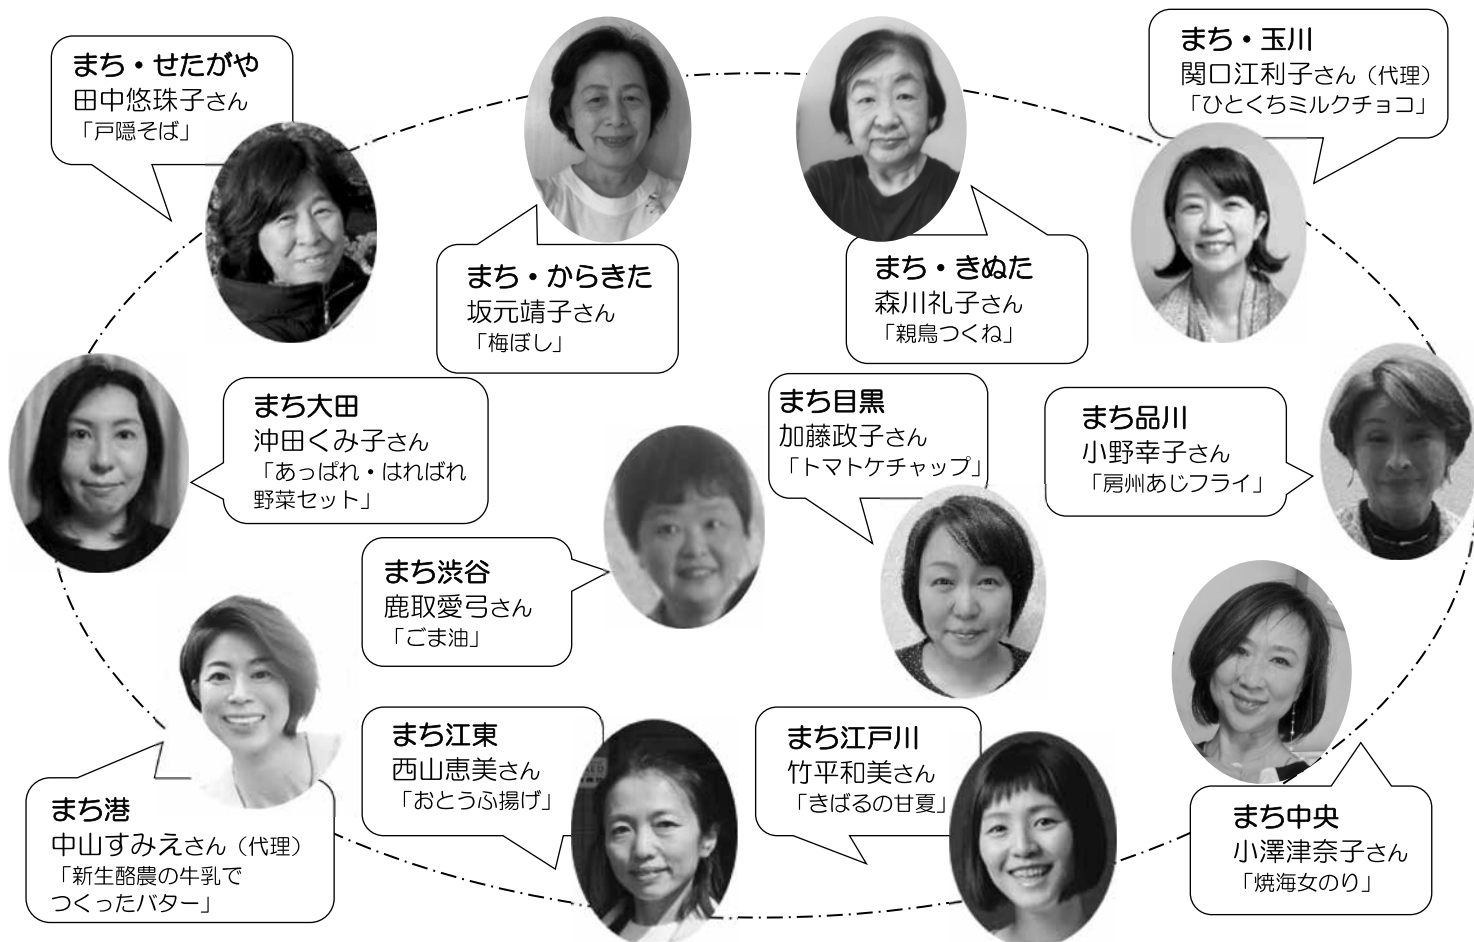 まち・せたがや
田中悠珠子さん
「戸隠そば」
まち・からきた
坂元靖子さん
「梅ぼし」
まち・きぬた
森川礼子さん
「親鳥つくね」
まち・玉川
関口江利子さん（代理）
「ひとくちミルクチョコ」
まち大田
沖田くみ子さん
「あっぱれ・はればれ
野菜セット」
まち目黒
加藤政子さん
「トマトケチャップ」
まち品川
小野幸子さん
「房州あじフライ」
まち渋谷
鹿取愛弓さん
「ごま油」
まち港
中山すみえさん（代理）
「新生酪農の牛乳で
つくったバター」
まち江東
西山恵美さん
「おとうふ揚げ」
まち江戸川
竹平和美さん
「きばるの甘夏」
まち中央
小澤津奈子さん
「焼海女のり」